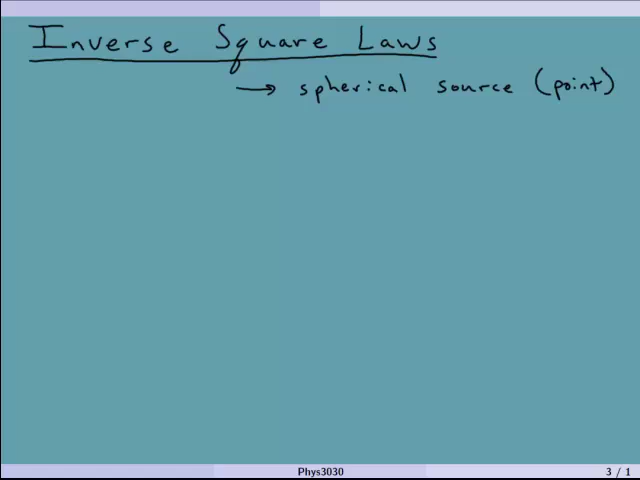 Inverse Square Laws
→ spherical source (point)
Phys3030
3 / 1